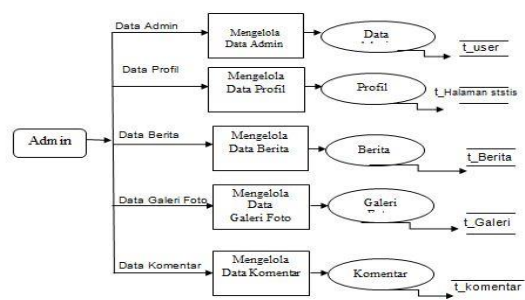 Data Admin
Mengelola
Data Admin
Data
t_user
Data Profil
Mengelola
Data Profil
Profil
t_Halaman ststis
Admin
Data Berita
Mengelola
Data Berita
Berita
t_Berita
Data Galeri Foto
Mengelola
Data
Galeri Foto
Galeri
t_Galeri
Data Komentar
Mengelola
Data Komentar
Komentar
t_komentar